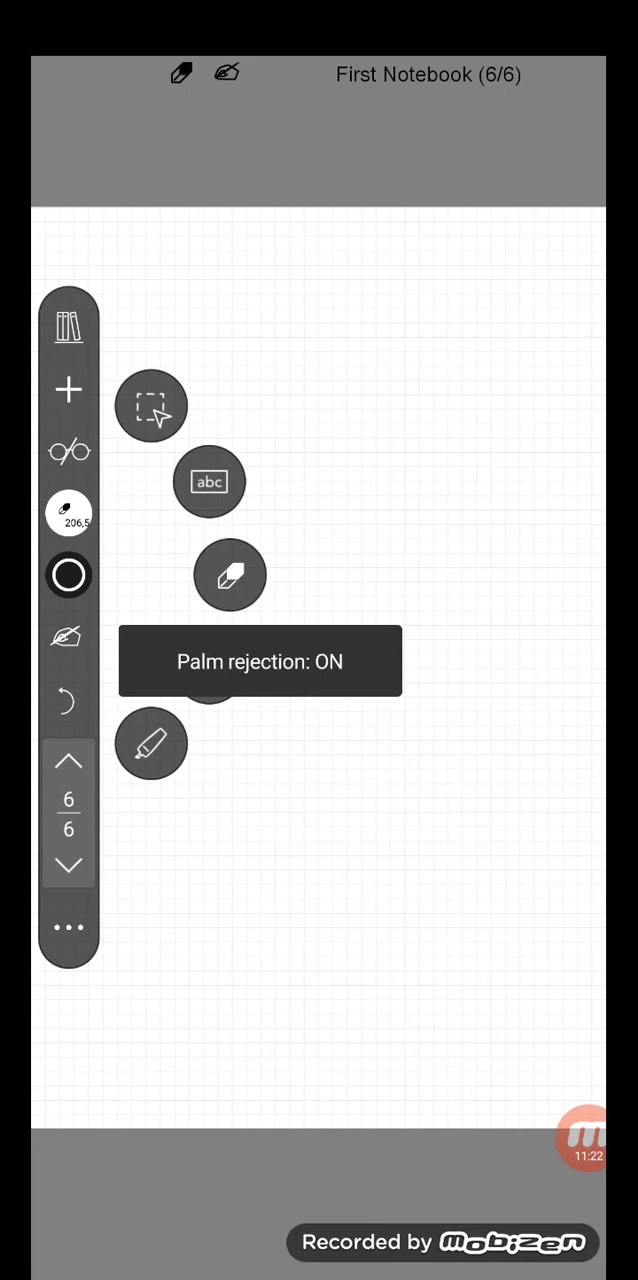 First Notebook (6/6)
abc
206,5
Palm rejection: ON
6
6
11:22
Recorded by mobizen